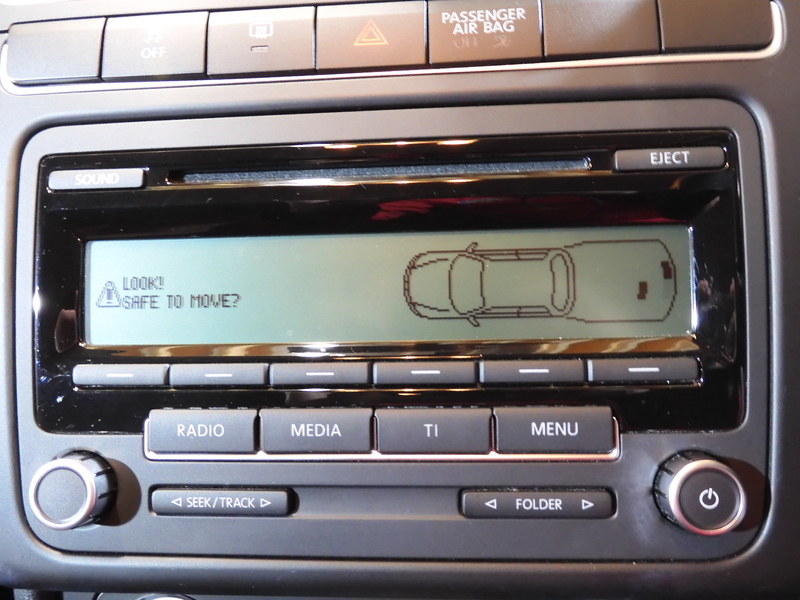 OFF
PASSENGER
AIR BAG
OFF
SOUND
EJECT
LOOK!
SAFE TO MOVE?
RADIO
MEDIA
TI
MENU
SEEK/TRACK
FOLDER